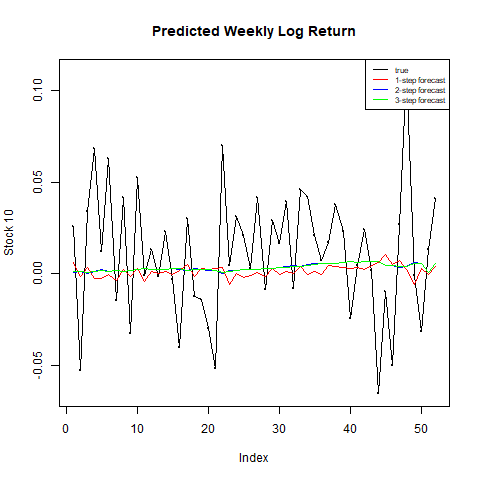 Predicted Weekly Log Return
true
1-step forecast
2-step forecast
3-step forecast
0.10
0.05
0.00
-0.05
Stock 10
0 10 20 30 40 50
Index